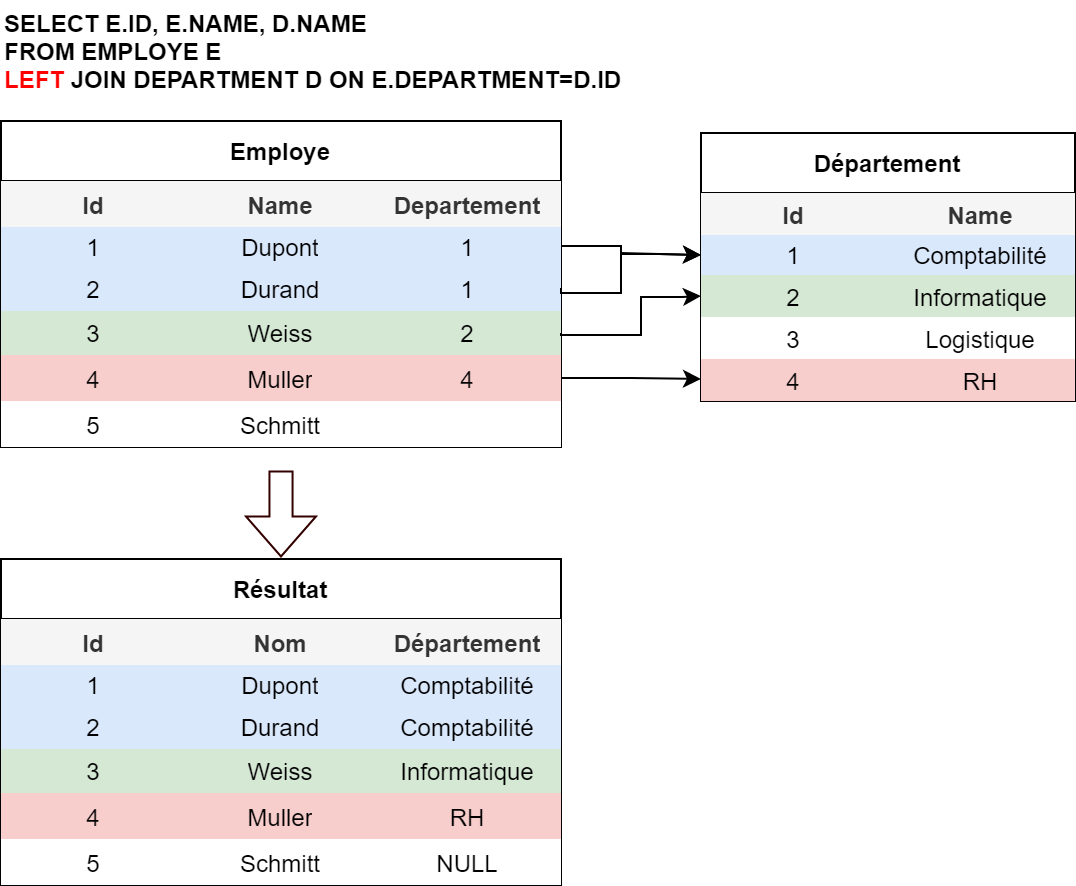 SELECT E.ID, E.NAME, D.NAME
FROM EMPLOYE E
LEFT JOIN DEPARTMENT D ON E.DEPARTMENT=D.ID
Employe
Id Name Departement
1 Dupont 1
2 Durand 1
3 Weiss 2
4 Muller 4
5 Schmitt
Département
Id Name
1 Comptabilité
2 Informatique
3 Logistique
4 RH
Résultat
Id Nom Département
1 Dupont Comptabilité
2 Durand Comptabilité
3 Weiss Informatique
4 Muller RH
5 Schmitt NULL